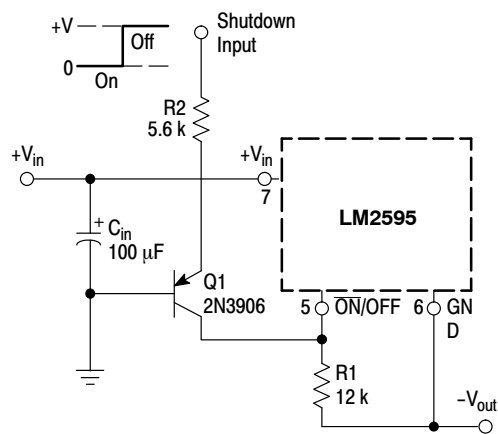 +V
Off
0
On
Shutdown
Input
R2
5.6 k
+Vin
+Vin
7
LM2595
+
Cin
100 μF
Q1
2N3906
5
ON/OFF
6
GN
D
R1
12 k
−Vout